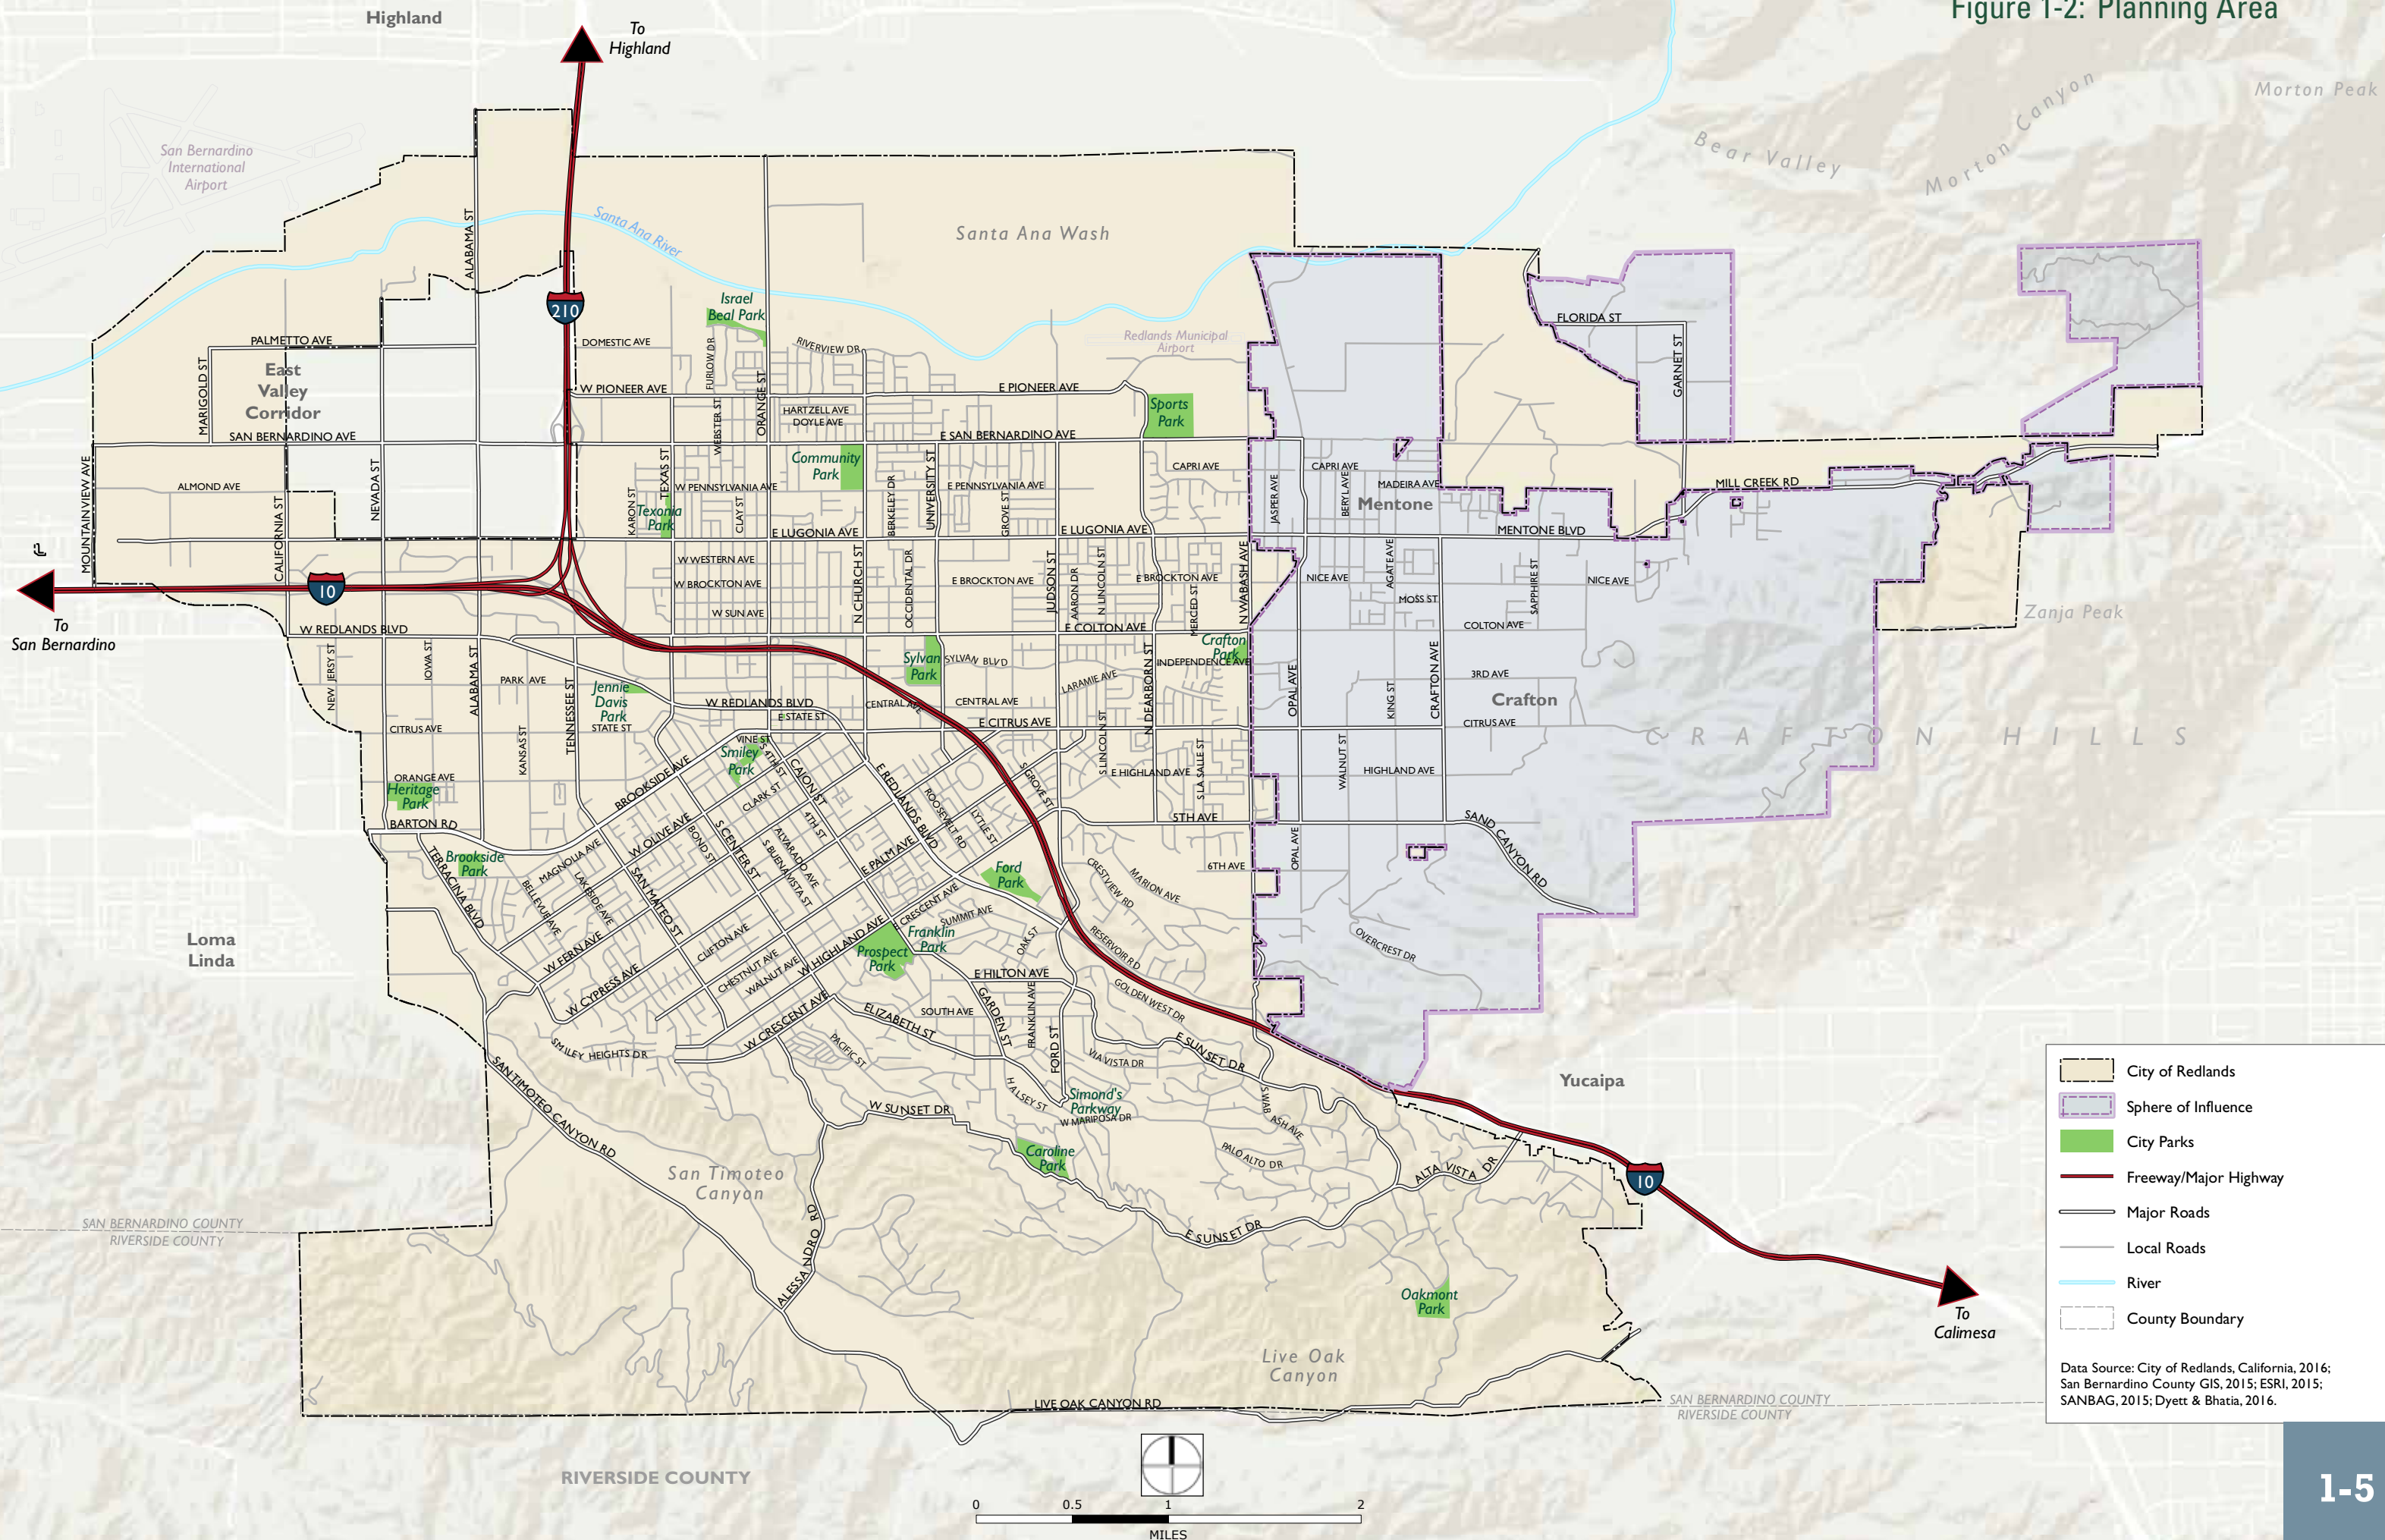 Figure 1-2: Planning Area
Highland
To
Highland
Morton Peak
Morton Canyon
Bear Valley
San Bernardino
International
Airport
ALABAMA ST
Santa Ana River
Santa Ana Wash
210
Israel
Beal Park
Redlands Municipal
Airport
FLORIDA ST
GARNET ST
PALMETTO AVE
DOMESTIC AVE
FURLOW DR
RIVERVIEW DR
East
Valley
Corridor
MARIGOLD ST
W PIONEER AVE
E PIONEER AVE
ORANGE ST
WEBSTER ST
HARTZELL AVE
DOYLE AVE
Sports
Park
SAN BERNARDINO AVE
E SAN BERNARDINO AVE
MOUNTAINVIEW AVE
NEVADA ST
TEXAS ST
Community
Park
UNIVERSITY ST
CAPRI AVE
CAPRI AVE
ALMOND AVE
CALIFORNIA ST
KARON ST
W PENNSYLVANIA AVE
CLAY ST
BERKELEY DR
E PENNSYLVANIA AVE
GROVE ST
JASPER AVE
BERYL AVE
MADEIRA AVE
Mentone
MILL CREEK RD
Texonia
Park
E LUGONIA AVE
E LUGONIA AVE
MENTONE BLVD
W WESTERN AVE
W BROCKTON AVE
W SUN AVE
N CHURCH ST
OCCIDENTAL DR
E BROCKTON AVE
JUDSON ST
AARON DR
N LINCOLN ST
E BROCKTON AVE
MERCED ST
N WABASH AVE
NICE AVE
AGATE AVE
MOSS ST
SAPPHIRE ST
NICE AVE
10
To
San Bernardino
Zanja Peak
W REDLANDS BLVD
E COLTON AVE
COLTON AVE
Crafton
Park
INDEPENDENCE AVE
NEW JERSEY ST
IOWA ST
ALABAMA ST
PARK AVE
TENNESSEE ST
Jennie
Davis
Park
Sylvan
Park
SYLVAN BLVD
LARAMIE AVE
N DEARBORN ST
OPAL AVE
KING ST
CRAFTON AVE
3RD AVE
Crafton
CRAFTON HILLS
W REDLANDS BLVD
CENTRAL AVE
CENTRAL AVE
CITRUS AVE
KANSAS ST
STATE ST
E STATE ST
E CITRUS AVE
CITRUS AVE
VINE ST
Smiley
Park
S 4TH ST
CAJON ST
S LINCOLN ST
S LA SALLE ST
WALNUT ST
ORANGE AVE
Heritage
Park
BROOKSIDE AVE
CLARK ST
E REDLANDS BLVD
S GROVE ST
E HIGHLAND AVE
HIGHLAND AVE
ROOSEVELT RD
LYTLE ST
BARTON RD
4TH ST
5TH AVE
SAND CANYON RD
Brookside
Park
MAGNOLIA AVE
W OLIVE AVE
BOND ST
S CENTER ST
ALVARADO AVE
S BUENA VISTA ST
E PALM AVE
Ford
Park
CRESTVIEW RD
MARION AVE
6TH AVE
OPAL AVE
TERRACINA BLVD
BELLEVUE AVE
LAKESIDE AVE
SAN MATEO ST
E CRESCENT AVE
SUMMIT AVE
Loma
Linda
W FERN AVE
CLIFTON AVE
W HIGHLAND AVE
Franklin
Park
Prospect
Park
OAK ST
RESERVOIR RD
OVERCREST DR
CHESTNUT AVE
WALNUT AVE
W CYPRESS AVE
E HILTON AVE
GOLDEN WEST DR
W CRESCENT AVE
ELIZABETH ST
SOUTH AVE
GARDEN ST
FRANKLIN AVE
FORD ST
SMILEY HEIGHTS DR
PACIFIC ST
VIA VISTA DR
E SUNSET DR
Yucaipa
SAN TIMOTEO CANYON RD
HALSEY ST
Simond's
Parkway
W MARIPOSA DR
W SUNSET DR
S WABASH AVE
Caroline
Park
PALO ALTO DR
ALTA VISTA DR
10
San Timoteo
Canyon
ALESSANDRO RD
E SUNSET DR
SAN BERNARDINO COUNTY
RIVERSIDE COUNTY
Oakmont
Park
To
Calimesa
Live Oak
Canyon
LIVE OAK CANYON RD
SAN BERNARDINO COUNTY
RIVERSIDE COUNTY
RIVERSIDE COUNTY
0 0.5 1 2
MILES
City of Redlands
Sphere of Influence
City Parks
Freeway/Major Highway
Major Roads
Local Roads
River
County Boundary
Data Source: City of Redlands, California, 2016;
San Bernardino County GIS, 2015; ESRI, 2015;
SANBAG, 2015; Dyett & Bhatia, 2016.
1-5